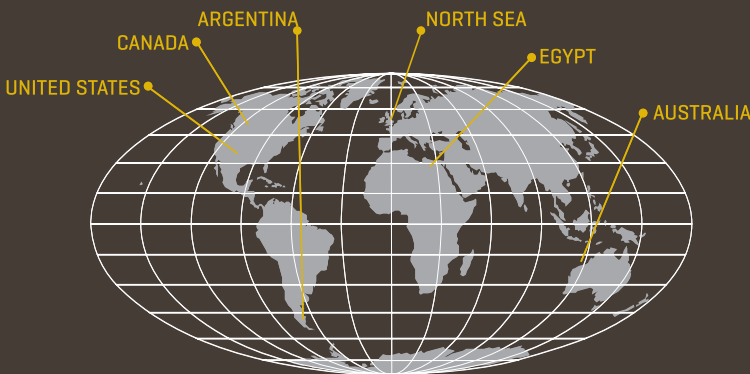 ARGENTINA
NORTH SEA
CANADA
EGYPT
UNITED STATES
AUSTRALIA